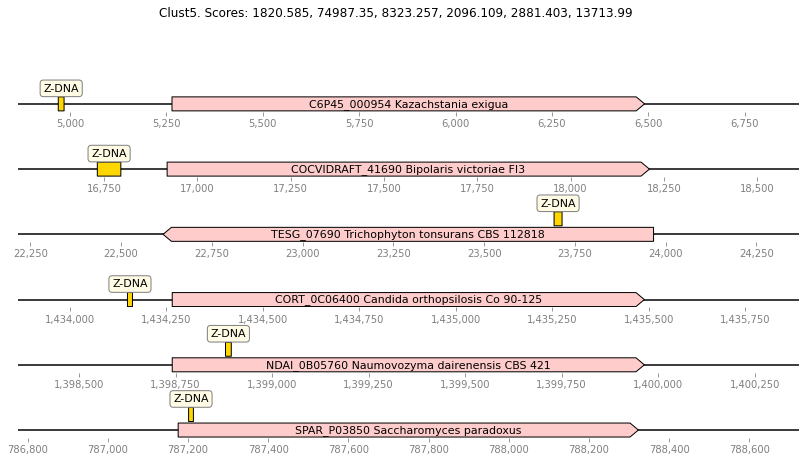 Clust5. Scores: 1820.585, 74987.35, 8323.257, 2096.109, 2881.403, 13713.99
Z-DNA
C6P45_000954 Kazachstania exigua
5,000 5,250 5,500 5,750 6,000 6,250 6,500 6,750
Z-DNA
COCVIDRAFT_41690 Bipolaris victoriae FI3
16,750 17,000 17,250 17,500 17,750 18,000 18,250 18,500
Z-DNA
TESG_07690 Trichophyton tonsurans CBS 112818
22,250 22,500 22,750 23,000 23,250 23,500 23,750 24,000 24,250
Z-DNA
CORT_0C06400 Candida orthopsilosis Co 90-125
1,434,000 1,434,250 1,434,500 1,434,750 1,435,000 1,435,250 1,435,500 1,435,750
Z-DNA
NDAI_0B05760 Naumovozyma dairenensis CBS 421
1,398,500 1,398,750 1,399,000 1,399,250 1,399,500 1,399,750 1,400,000 1,400,250
Z-DNA
SPAR_P03850 Saccharomyces paradoxus
786,800 787,000 787,200 787,400 787,600 787,800 788,000 788,200 788,400 788,600